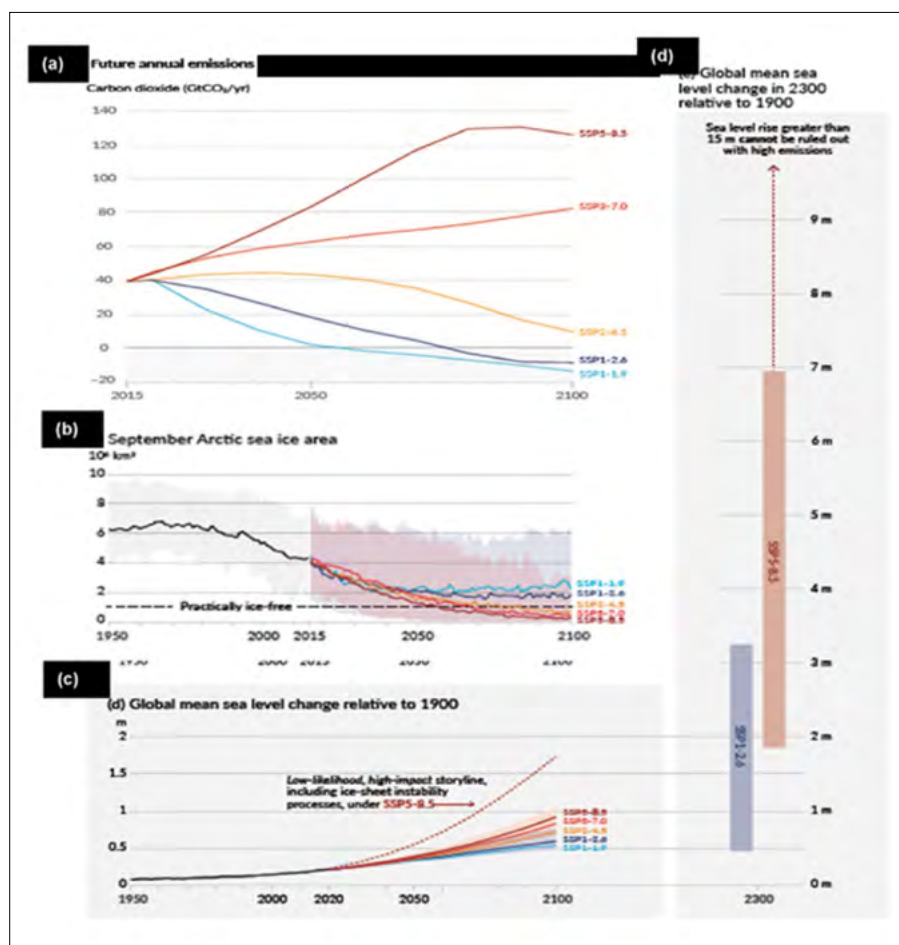 (a)
Future annual emissions
Carbon dioxide (GtCO₂/yr)
140
120
100
80
60
40
20
0
−20
2015
2050
2100
SSP5-8.5
SSP3-7.0
SSP2-4.5
SSP1-2.6
SSP1-1.9
(b)
September Arctic sea ice area
10⁶ km²
10
8
6
4
2
0
Practically ice-free
1950
2000
2015
2050
2100
SSP1-1.9
SSP1-2.6
SSP2-4.5
SSP3-7.0
SSP5-8.5
1950
2000
2015
2050
2100
(c)
(d) Global mean sea level change relative to 1900
m
2
1.5
1
0.5
0
Low-likelihood, high-impact storyline,
including ice-sheet instability
processes, under SSP5-8.5
SSP5-8.5
SSP3-7.0
SSP2-4.5
SSP1-2.6
SSP1-1.9
1950
2000
2020
2050
2100
(d)
(e) Global mean sea
level change in 2300
relative to 1900
Sea level rise greater than
15 m cannot be ruled out
with high emissions
9 m
8 m
7 m
6 m
5 m
4 m
3 m
2 m
1 m
0 m
SSP5-8.5
SSP1-2.6
2300